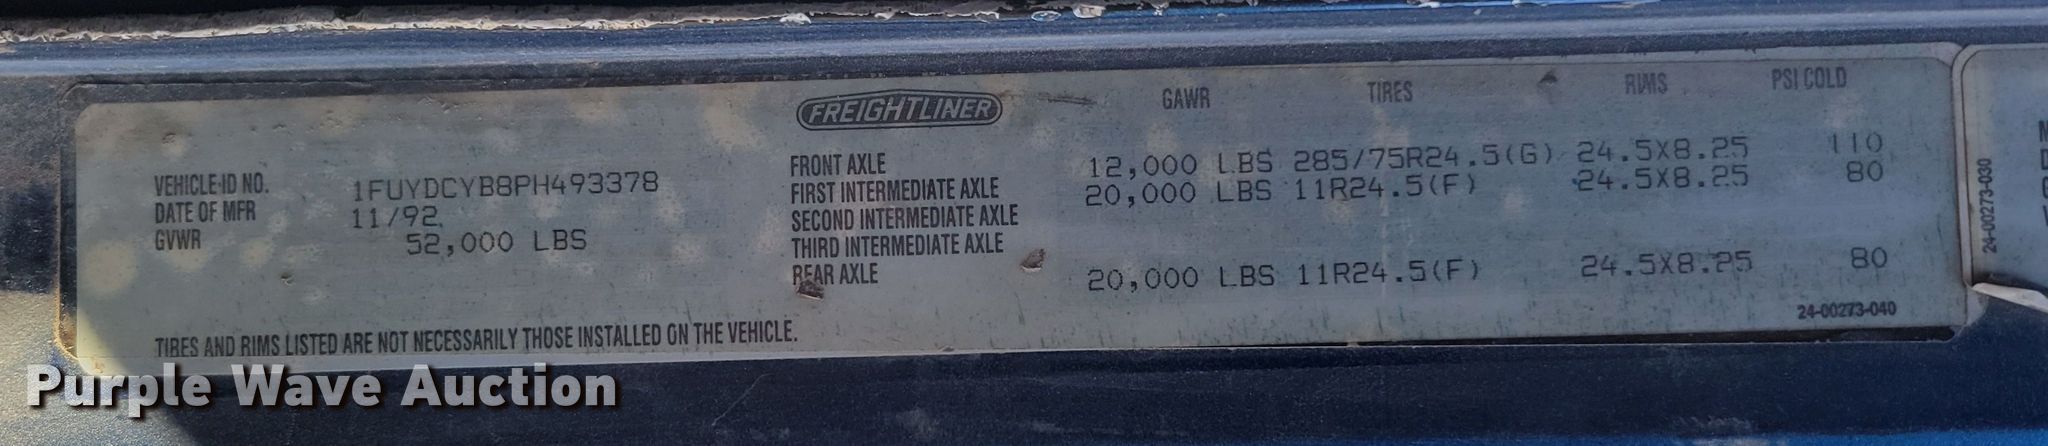 FREIGHTLINER
GAWR TIRES RIMS PSI COLD
VEHICLE ID NO. 1FUYDCYB8PH493378
DATE OF MFR 11/92
GVWR 52,000 LBS
FRONT AXLE 12,000 LBS 285/75R24.5(G) 24.5X8.25 110
FIRST INTERMEDIATE AXLE 20,000 LBS 11R24.5(F) 24.5X8.25 80
SECOND INTERMEDIATE AXLE
THIRD INTERMEDIATE AXLE
REAR AXLE 20,000 LBS 11R24.5(F) 24.5X8.25 80
TIRES AND RIMS LISTED ARE NOT NECESSARILY THOSE INSTALLED ON THE VEHICLE.
24-00273-040
24-00273-030
Purple Wave Auction